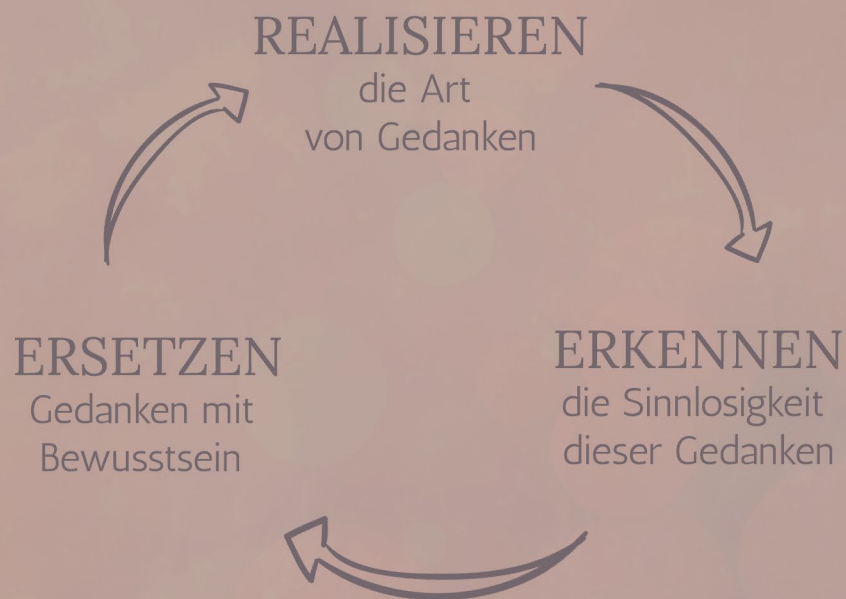 REALISIEREN
die Art
von Gedanken
ERKENNEN
die Sinnlosigkeit
dieser Gedanken
ERSETZEN
Gedanken mit
Bewusstsein